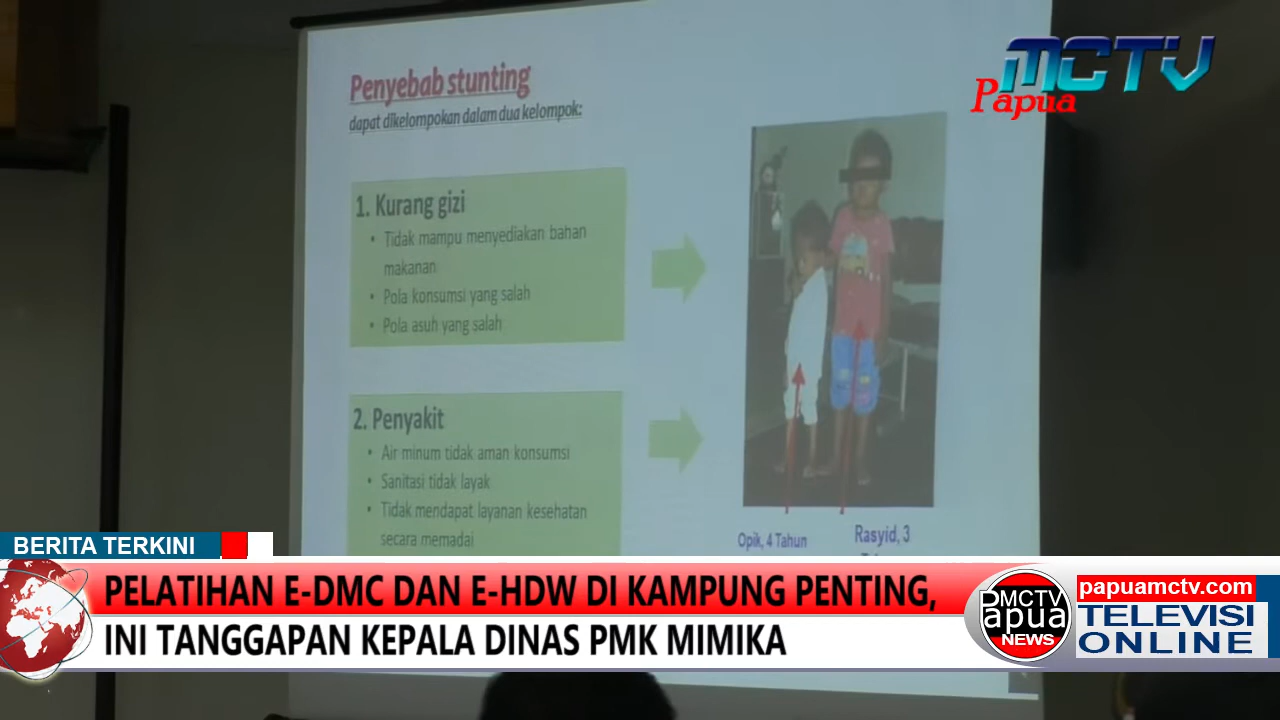 MCTV
Papua
Penyebab stunting
dapat dikelompokan dalam dua kelompok:
1. Kurang gizi
• Tidak mampu menyediakan bahan
makanan
• Pola konsumsi yang salah
• Pola asuh yang salah
2. Penyakit
• Air minum tidak aman konsumsi
• Sanitasi tidak layak
• Tidak mendapat layanan kesehatan
secara memadai
Opik, 4 Tahun
Rasyid, 3
BERITA TERKINI
PELATIHAN E-DMC DAN E-HDW DI KAMPUNG PENTING,
INI TANGGAPAN KEPALA DINAS PMK MIMIKA
MCTV
apua
NEWS
papuamctv.com
TELEVISI
ONLINE